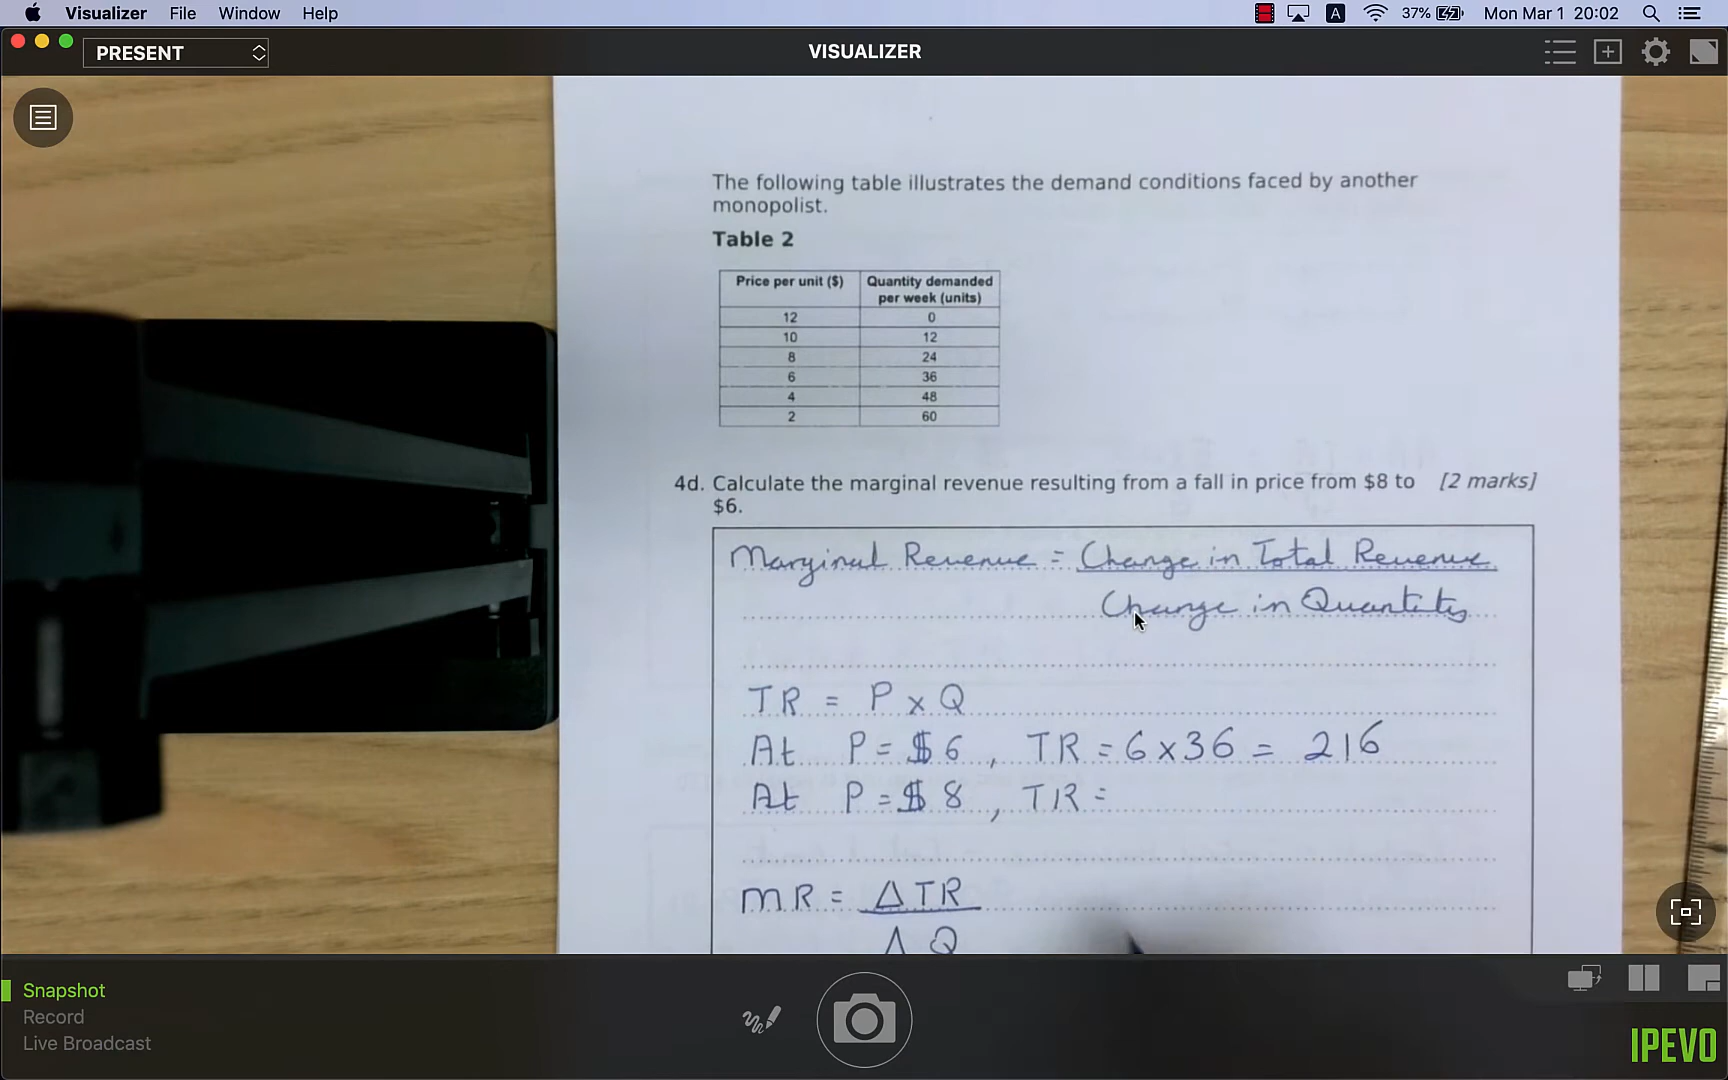 Visualizer File Window Help 37% Mon Mar 1 20:02
PRESENT
VISUALIZER
The following table illustrates the demand conditions faced by another
monopolist.
Table 2
Price per unit ($) Quantity demanded
per week (units)
12 0
10 12
8 24
6 36
4 48
2 60
4d. Calculate the marginal revenue resulting from a fall in price from $8 to [2 marks]
$6.
Marginal Revenue = Change in Total Revenue
Change in Quantity
TR = P x Q
At P = $6, TR = 6 x 36 = 216
At P = $8, TR =
MR = ΔTR
ΔQ
Snapshot
Record
Live Broadcast
IPEVO